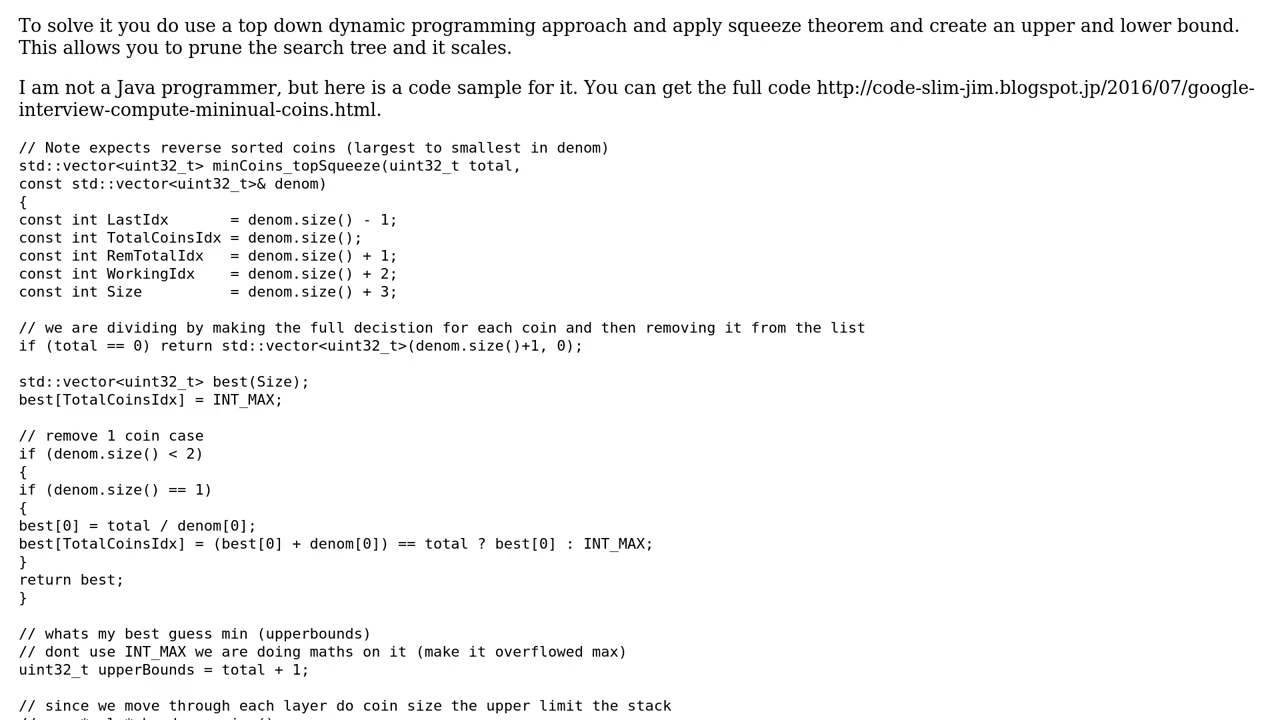 To solve it you do use a top down dynamic programming approach and apply squeeze theorem and create an upper and lower bound.
This allows you to prune the search tree and it scales.
I am not a Java programmer, but here is a code sample for it. You can get the full code http://code-slim-jim.blogspot.jp/2016/07/google-
interview-compute-mininual-coins.html.
// Note expects reverse sorted coins (largest to smallest in denom)
std::vector<uint32_t> minCoins_topSqueeze(uint32_t total,
const std::vector<uint32_t>& denom)
{
const int LastIdx       = denom.size() - 1;
const int TotalCoinsIdx = denom.size();
const int RemTotalIdx   = denom.size() + 1;
const int WorkingIdx    = denom.size() + 2;
const int Size          = denom.size() + 3;
// we are dividing by making the full decistion for each coin and then removing it from the list
if (total == 0) return std::vector<uint32_t>(denom.size()+1, 0);
std::vector<uint32_t> best(Size);
best[TotalCoinsIdx] = INT_MAX;
// remove 1 coin case
if (denom.size() < 2)
{
if (denom.size() == 1)
{
best[0] = total / denom[0];
best[TotalCoinsIdx] = (best[0] + denom[0]) == total ? best[0] : INT_MAX;
}
return best;
}
// whats my best guess min (upperbounds)
// dont use INT_MAX we are doing maths on it (make it overflowed max)
uint32_t upperBounds = total + 1;
// since we move through each layer do coin size the upper limit the stack